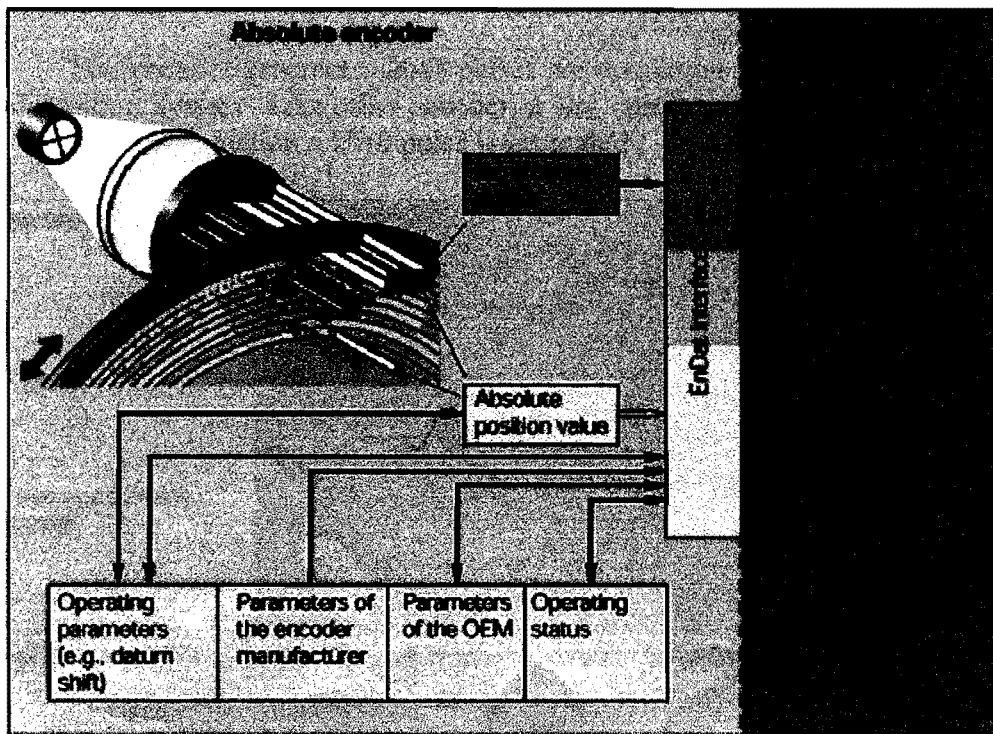 Absolute encoder
EnDat interface
Absolute
position value
Operating
parameters
(e.g., datum
shift)
Parameters of
the encoder
manufacturer
Parameters
of the OEM
Operating
status